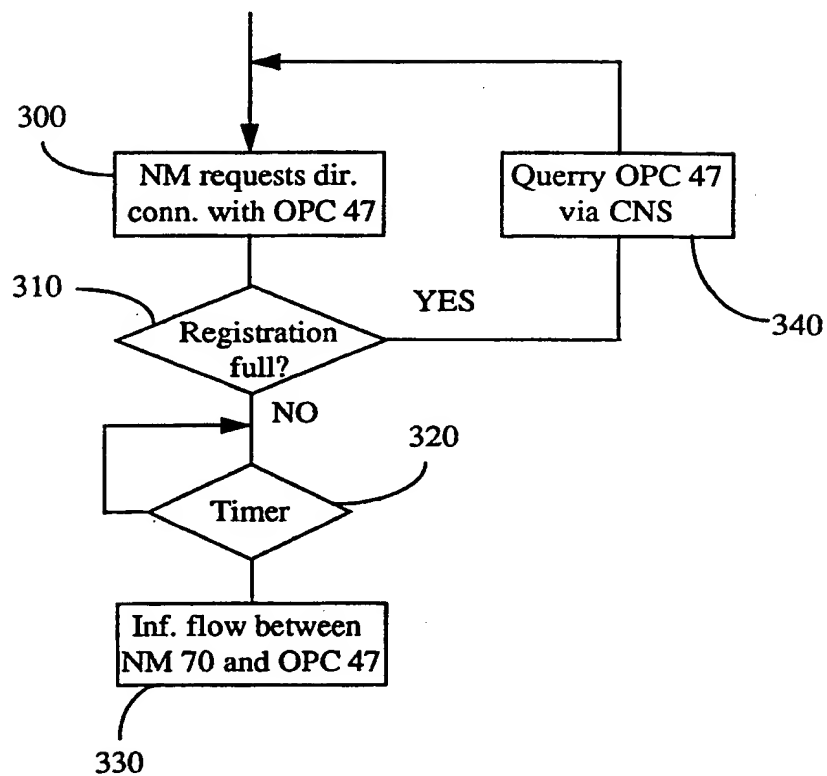 300
NM requests dir.
conn. with OPC 47
Querry OPC 47
via CNS
310
YES
340
Registration
full?
NO
320
Timer
Inf. flow between
NM 70 and OPC 47
330